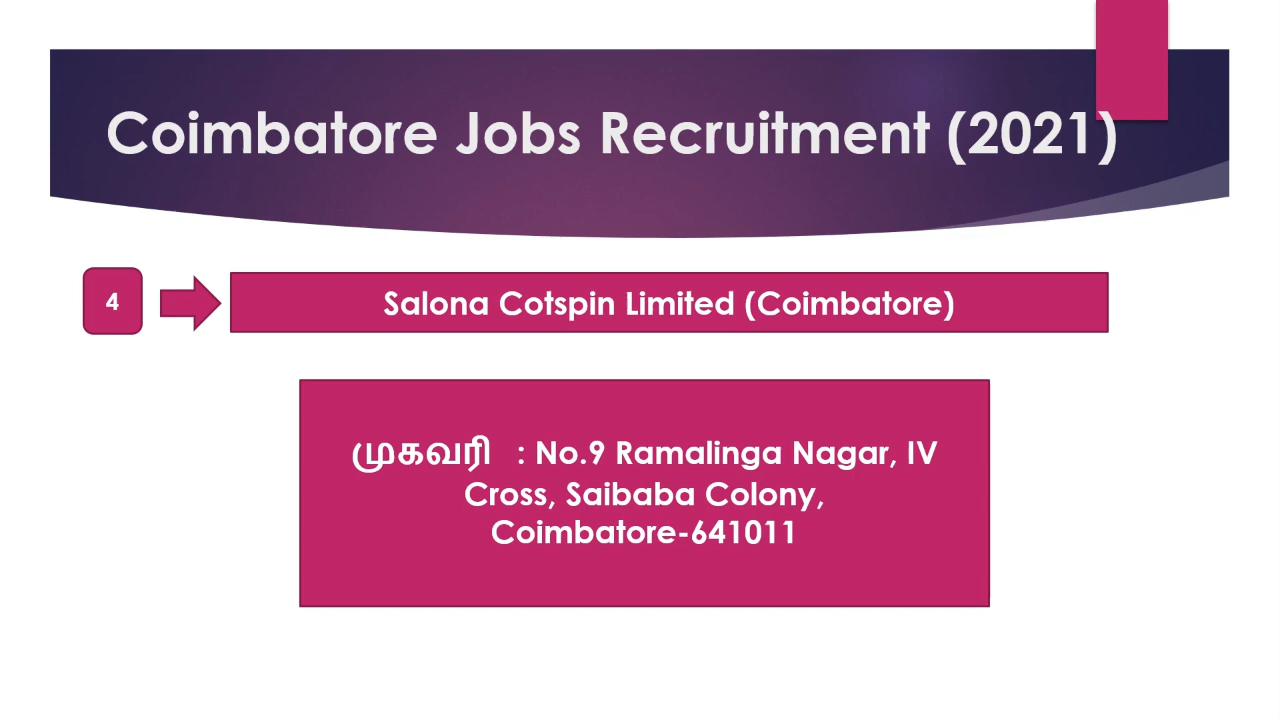 Coimbatore Jobs Recruitment (2021)
4
Salona Cotspin Limited (Coimbatore)
முகவரி : No.9 Ramalinga Nagar, IV
Cross, Saibaba Colony,
Coimbatore-641011